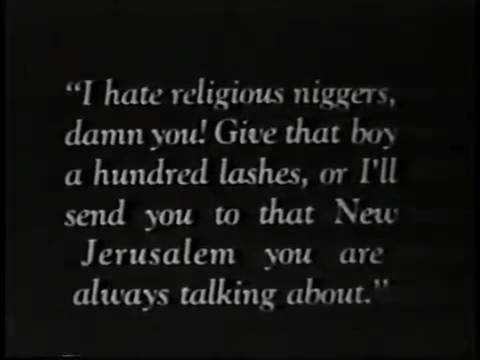 "I hate religious niggers,
damn you! Give that boy
a hundred lashes, or I'll
send you to that New
Jerusalem you are
always talking about."